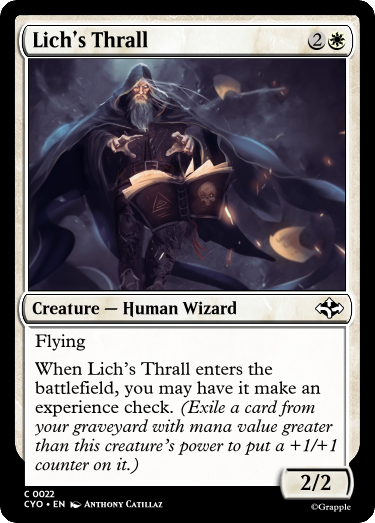 Lich's Thrall 2
Creature — Human Wizard
Flying
When Lich's Thrall enters the
battlefield, you may have it make an
experience check. (Exile a card from
your graveyard with mana value greater
than this creature's power to put a +1/+1
counter on it.)
2/2
C 0022
CYO • EN Anthony Catillaz
©Grapple